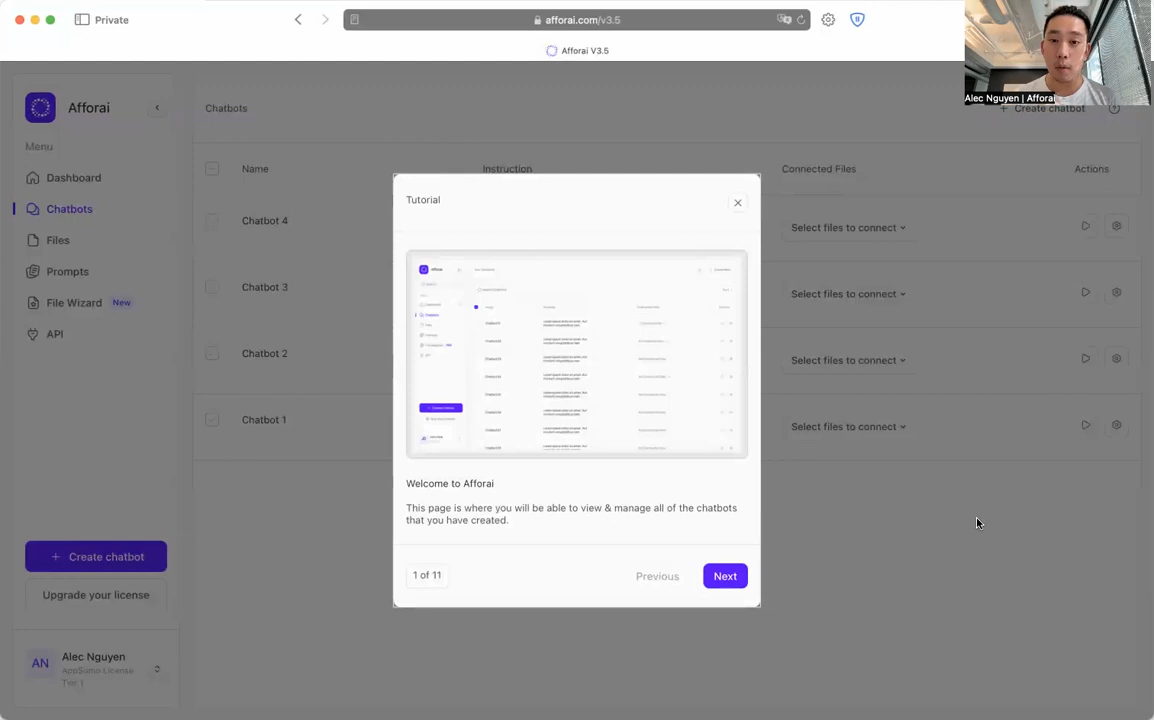 Private
afforai.com/v3.5
Afforai V3.5
Alec Nguyen | Afforai
Afforai
Menu
Dashboard
Chatbots
Files
Prompts
File Wizard New
API
+ Create chatbot
Upgrade your license
AN
Alec Nguyen
AppSumo License
Tier 1
Chatbots
+ Create chatbot
Name Instruction Connected Files Actions
Chatbot 4 Select files to connect
Chatbot 3 Select files to connect
Chatbot 2 Select files to connect
Chatbot 1 Select files to connect
Tutorial
Afforai
Chatbots
Welcome to Afforai
This page is where you will be able to view & manage all of the chatbots
that you have created.
1 of 11
Previous
Next